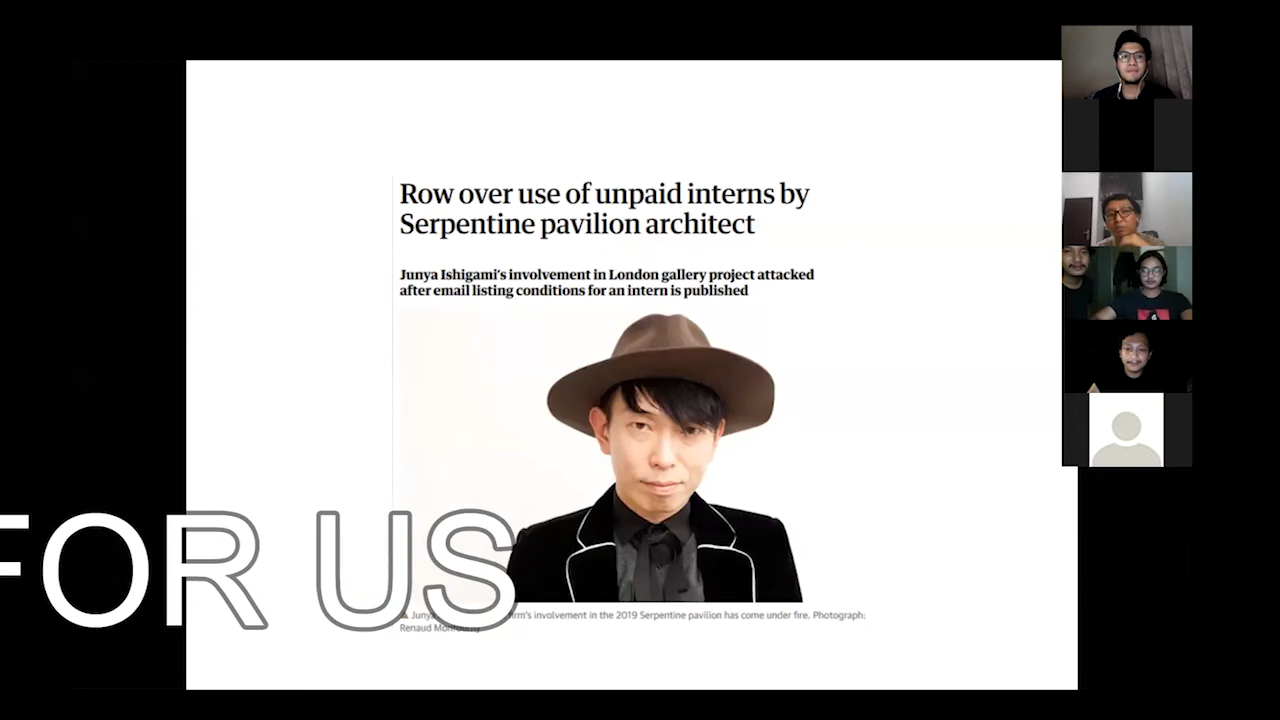 Row over use of unpaid interns by
Serpentine pavilion architect
Junya Ishigami's involvement in London gallery project attacked
after email listing conditions for an intern is published
FOR US
firm's involvement in the 2019 Serpentine pavilion has come under fire. Photograph:
Renaud